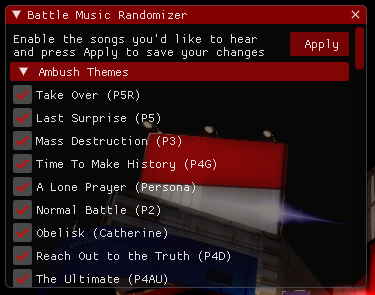 Battle Music Randomizer
Enable the songs you'd like to hear
and press Apply to save your changes
Apply
Ambush Themes
Take Over (P5R)
Last Surprise (P5)
Mass Destruction (P3)
Time To Make History (P4G)
A Lone Prayer (Persona)
Normal Battle (P2)
Obelisk (Catherine)
Reach Out to the Truth (P4D)
The Ultimate (P4AU)